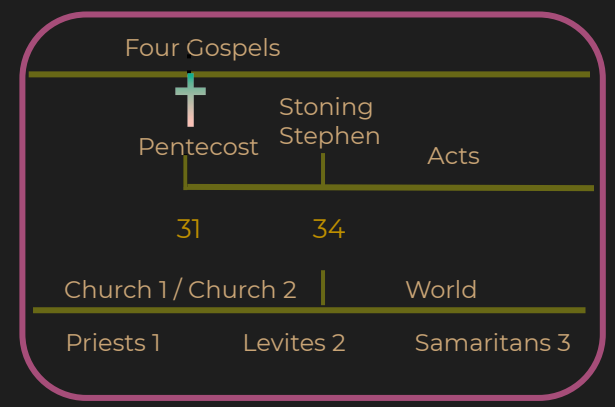 Four Gospels
Stoning
Stephen
Pentecost
Acts
31
34
Church 1 / Church 2
World
Priests 1
Levites 2
Samaritans 3